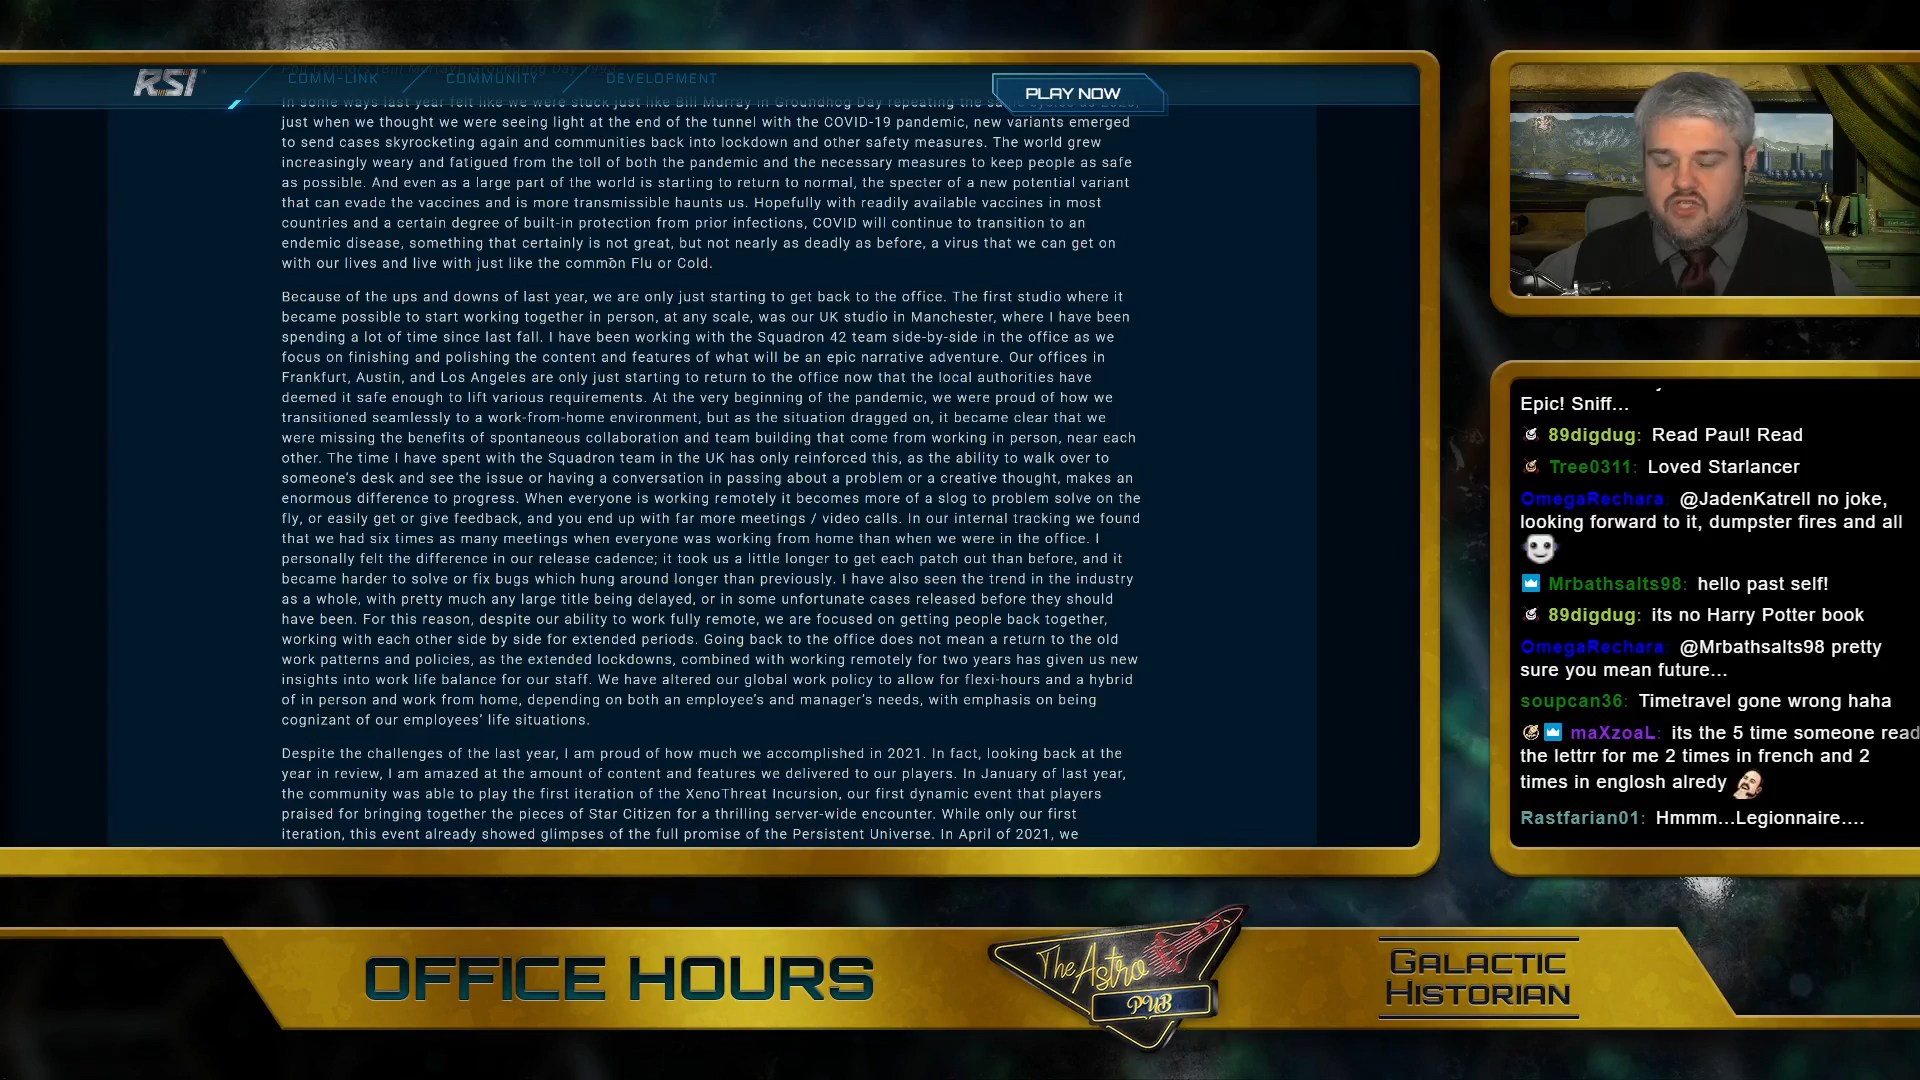 RSI
COMM-LINK
COMMUNITY
DEVELOPMENT
PLAY NOW
In some ways last year felt like we were stuck just like Bill Murray in Groundhog Day repeating the
just when we thought we were seeing light at the end of the tunnel with the COVID-19 pandemic, new variants emerged
to send cases skyrocketing again and communities back into lockdown and other safety measures. The world grew
increasingly weary and fatigued from the toll of both the pandemic and the necessary measures to keep people as safe
as possible. And even as a large part of the world is starting to return to normal, the specter of a new potential variant
that can evade the vaccines and is more transmissible haunts us. Hopefully with readily available vaccines in most
countries and a certain degree of built-in protection from prior infections, COVID will continue to transition to an
endemic disease, something that certainly is not great, but not nearly as deadly as before, a virus that we can get on
with our lives and live with just like the common Flu or Cold.
Because of the ups and downs of last year, we are only just starting to get back to the office. The first studio where it
became possible to start working together in person, at any scale, was our UK studio in Manchester, where I have been
spending a lot of time since last fall. I have been working with the Squadron 42 team side-by-side in the office as we
focus on finishing and polishing the content and features of what will be an epic narrative adventure. Our offices in
Frankfurt, Austin, and Los Angeles are only just starting to return to the office now that the local authorities have
deemed it safe enough to lift various requirements. At the very beginning of the pandemic, we were proud of how we
transitioned seamlessly to a work-from-home environment, but as the situation dragged on, it became clear that we
were missing the benefits of spontaneous collaboration and team building that come from working in person, near each
other. The time I have spent with the Squadron team in the UK has only reinforced this, as the ability to walk over to
someone's desk and see the issue or having a conversation in passing about a problem or a creative thought, makes an
enormous difference to progress. When everyone is working remotely it becomes more of a slog to problem solve on the
fly, or easily get or give feedback, and you end up with far more meetings / video calls. In our internal tracking we found
that we had six times as many meetings when everyone was working from home than when we were in the office. I
personally felt the difference in our release cadence; it took us a little longer to get each patch out than before, and it
became harder to solve or fix bugs which hung around longer than previously. I have also seen the trend in the industry
as a whole, with pretty much any large title being delayed, or in some unfortunate cases released before they should
have been. For this reason, despite our ability to work fully remote, we are focused on getting people back together,
working with each other side by side for extended periods. Going back to the office does not mean a return to the old
work patterns and policies, as the extended lockdowns, combined with working remotely for two years has given us new
insights into work life balance for our staff. We have altered our global work policy to allow for flexi-hours and a hybrid
of in person and work from home, depending on both an employee's and manager's needs, with emphasis on being
cognizant of our employees' life situations.
Despite the challenges of the last year, I am proud of how much we accomplished in 2021. In fact, looking back at the
year in review, I am amazed at the amount of content and features we delivered to our players. In January of last year,
the community was able to play the first iteration of the XenoThreat Incursion, our first dynamic event that players
praised for bringing together the pieces of Star Citizen for a thrilling server-wide encounter. While only our first
iteration, this event already showed glimpses of the full promise of the Persistent Universe. In April of 2021, we
Epic! Sniff...
89digdug: Read Paul! Read
Tree0311: Loved Starlancer
OmegaRechara: @JadenKatrell no joke,
looking forward to it, dumpster fires and all
Mrbathsalts98: hello past self!
89digdug: its no Harry Potter book
OmegaRechara: @Mrbathsalts98 pretty
sure you mean future...
soupcan36: Timetravel gone wrong haha
maXzoaL: its the 5 time someone read
the lettrr for me 2 times in french and 2
times in englosh alredy
Rastfarian01: Hmmm...Legionnaire....
OFFICE HOURS
The Astro
PUB
GALACTIC
HISTORIAN